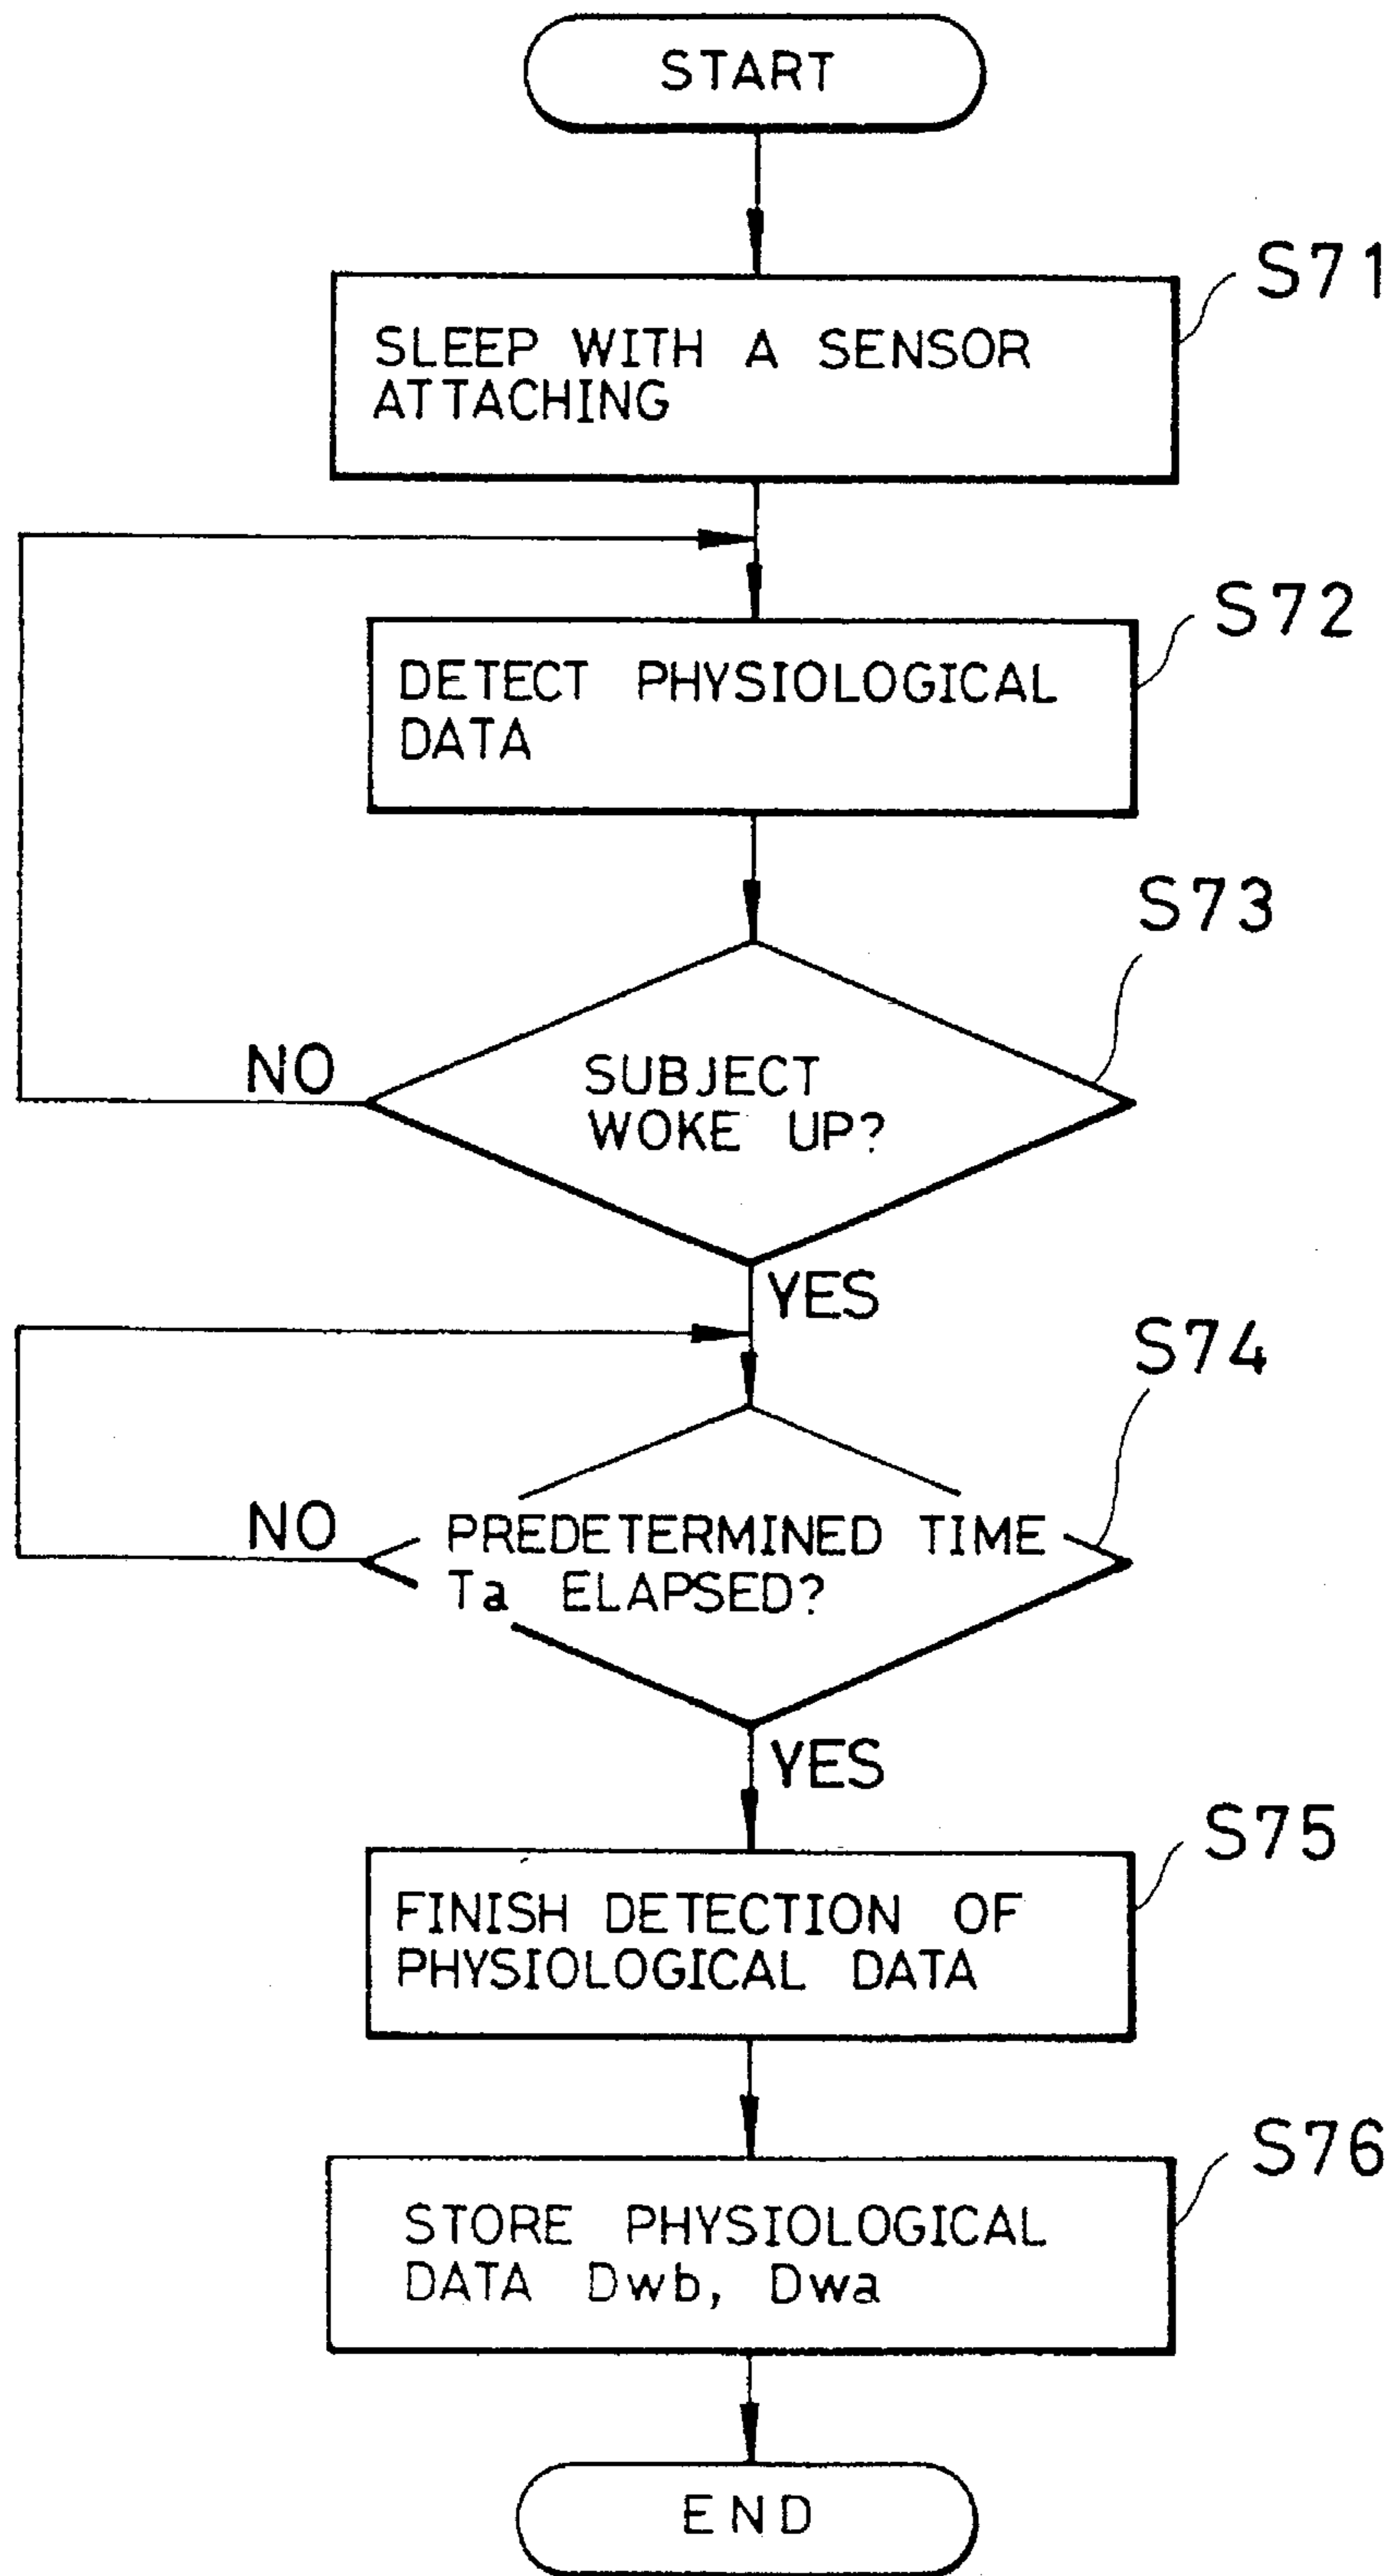 START
S71
SLEEP WITH A SENSOR
ATTACHING
S72
DETECT PHYSIOLOGICAL
DATA
S73
NO
SUBJECT
WOKE UP?
YES
S74
NO
PREDETERMINED TIME
Ta ELAPSED?
YES
S75
FINISH DETECTION OF
PHYSIOLOGICAL DATA
S76
STORE PHYSIOLOGICAL
DATA Dwb, Dwa
END